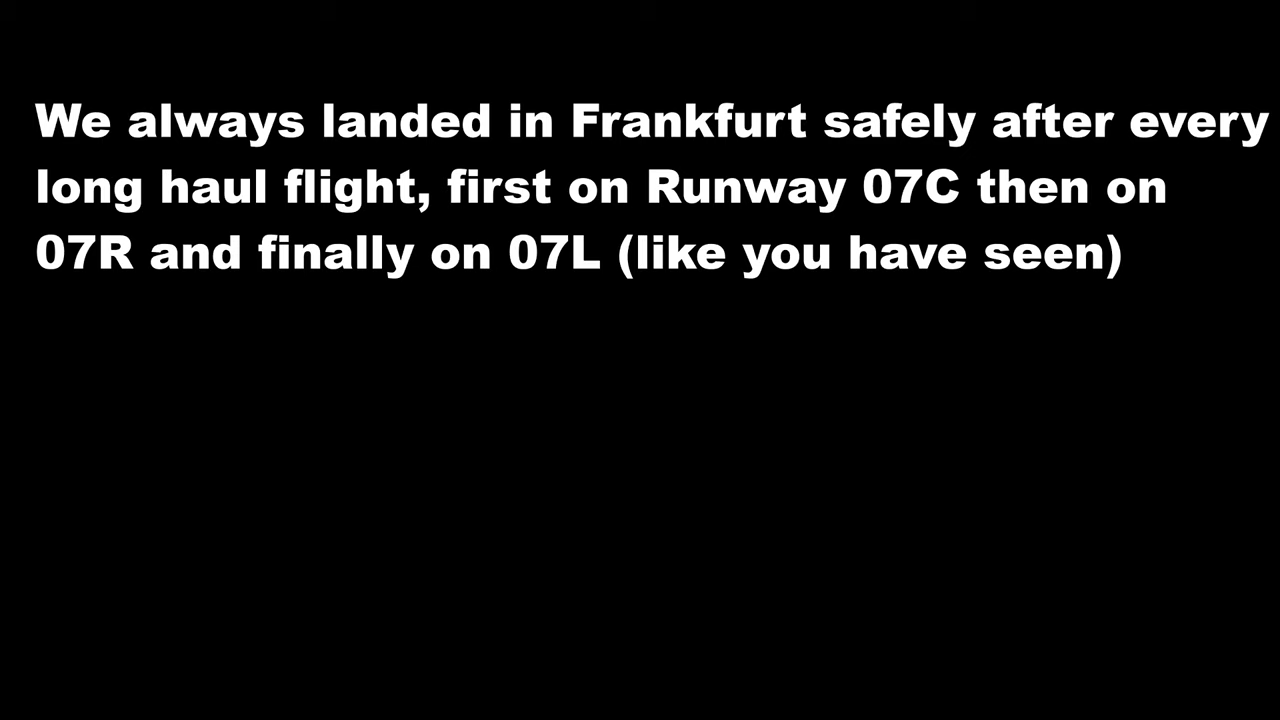 We always landed in Frankfurt safely after every
long haul flight, first on Runway 07C then on
07R and finally on 07L (like you have seen)